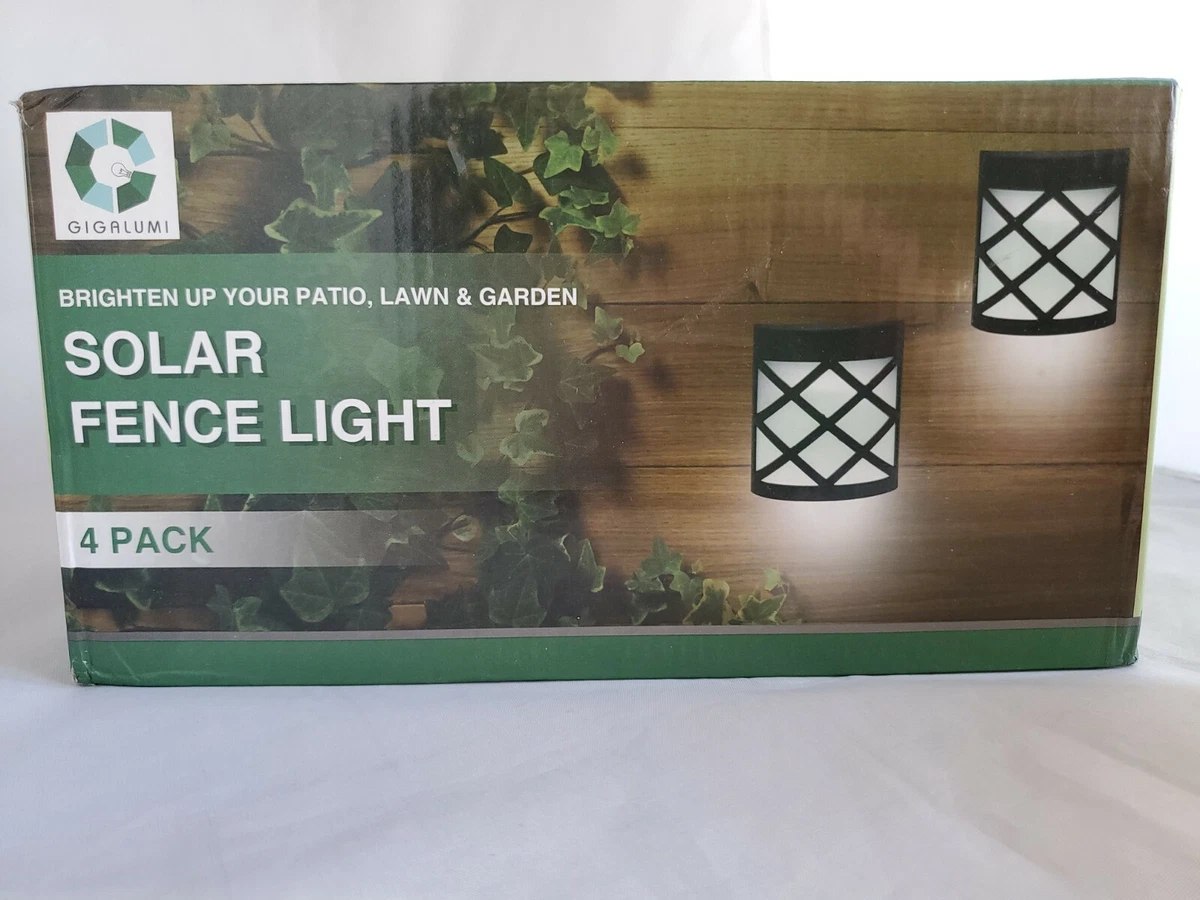 GIGALUMI
BRIGHTEN UP YOUR PATIO, LAWN & GARDEN
SOLAR
FENCE LIGHT
4 PACK